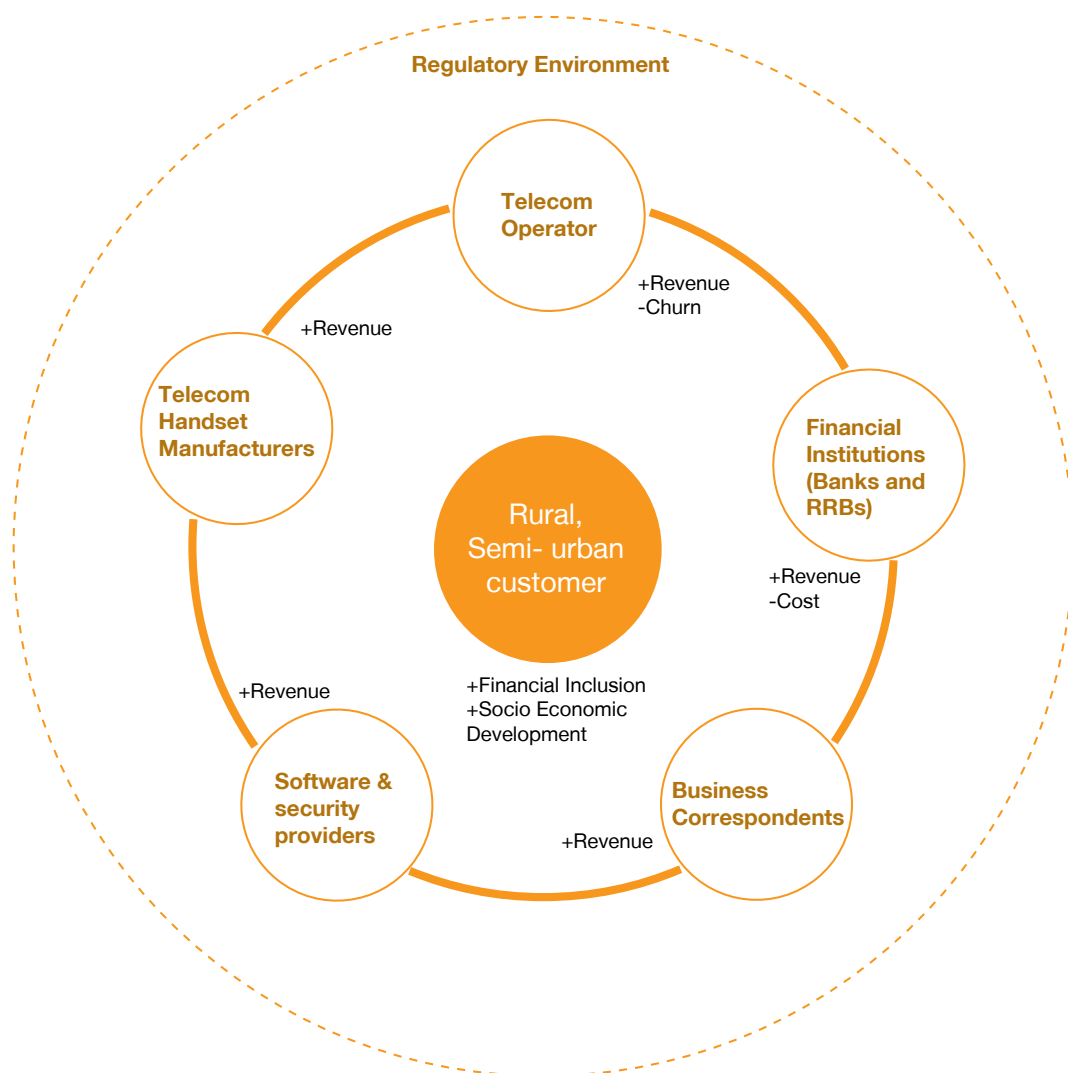 Regulatory Environment
Telecom
Operator
+Revenue
-Churn
+Revenue
Telecom
Handset
Manufacturers
Financial
Institutions
(Banks and
RRBs)
Rural,
Semi- urban
customer
+Revenue
-Cost
+Financial Inclusion
+Socio Economic
Development
+Revenue
Software &
security
providers
Business
Correspondents
+Revenue